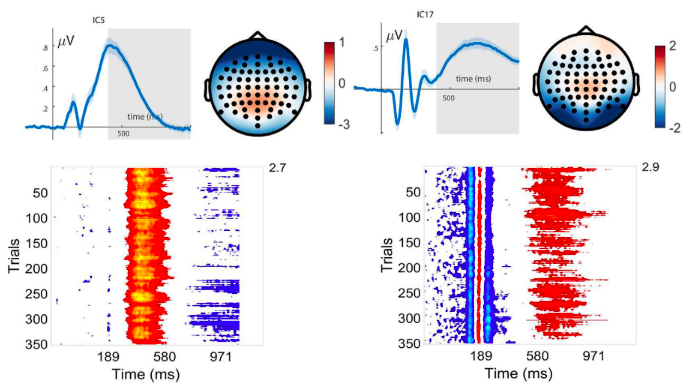 IC5
μV
.8
.6
.4
.2
time (ms)
500
1
0
-3
IC17
μV
.5
time (ms)
500
2
0
-2
2.7
50
100
150
200
250
300
350
Trials
189 580 971
Time (ms)
2.9
50
100
150
200
250
300
350
Trials
189 580 971
Time (ms)